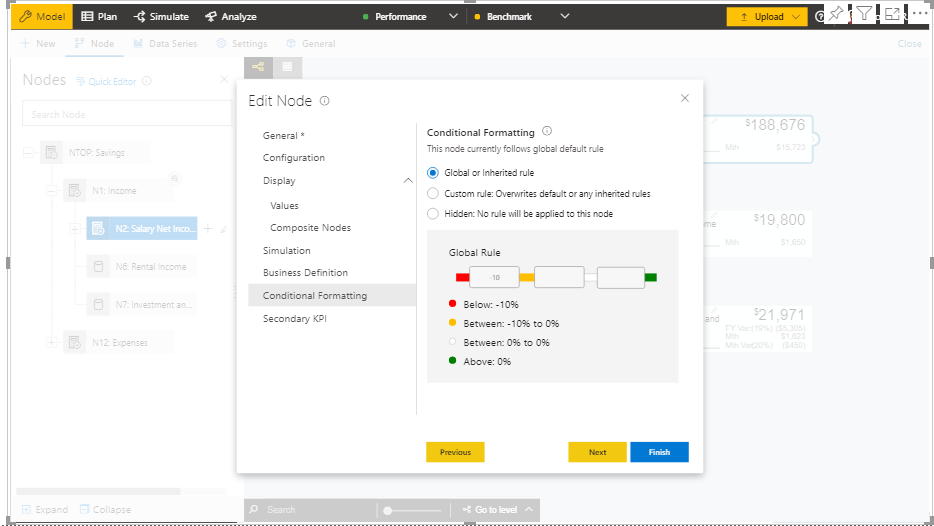 Model Plan Simulate Analyze Performance Benchmark Upload
New Node Data Series Settings General Close
Nodes Quick Editor
Search Node
NTOP: Savings
N1: Income
N2: Salary Net Inco...
N6: Rental Income
N7: Investment an...
N12: Expenses
Expand Collapse
Edit Node
General *
Configuration
Display
Values
Composite Nodes
Simulation
Business Definition
Conditional Formatting
Secondary KPI
Conditional Formatting
This node currently follows global default rule
Global or Inherited rule
Custom rule: Overwrites default or any inherited rules
Hidden: No rule will be applied to this node
Global Rule
-10
Below: -10%
Between: -10% to 0%
Between: 0% to 0%
Above: 0%
Previous Next Finish
$188,676
Mth $15,723
me $19,800
Mth $1,650
and $21,971
FY Var(19%) ($5,305)
Mth $1,823
Mth Var(20%) ($450)
Search Go to level